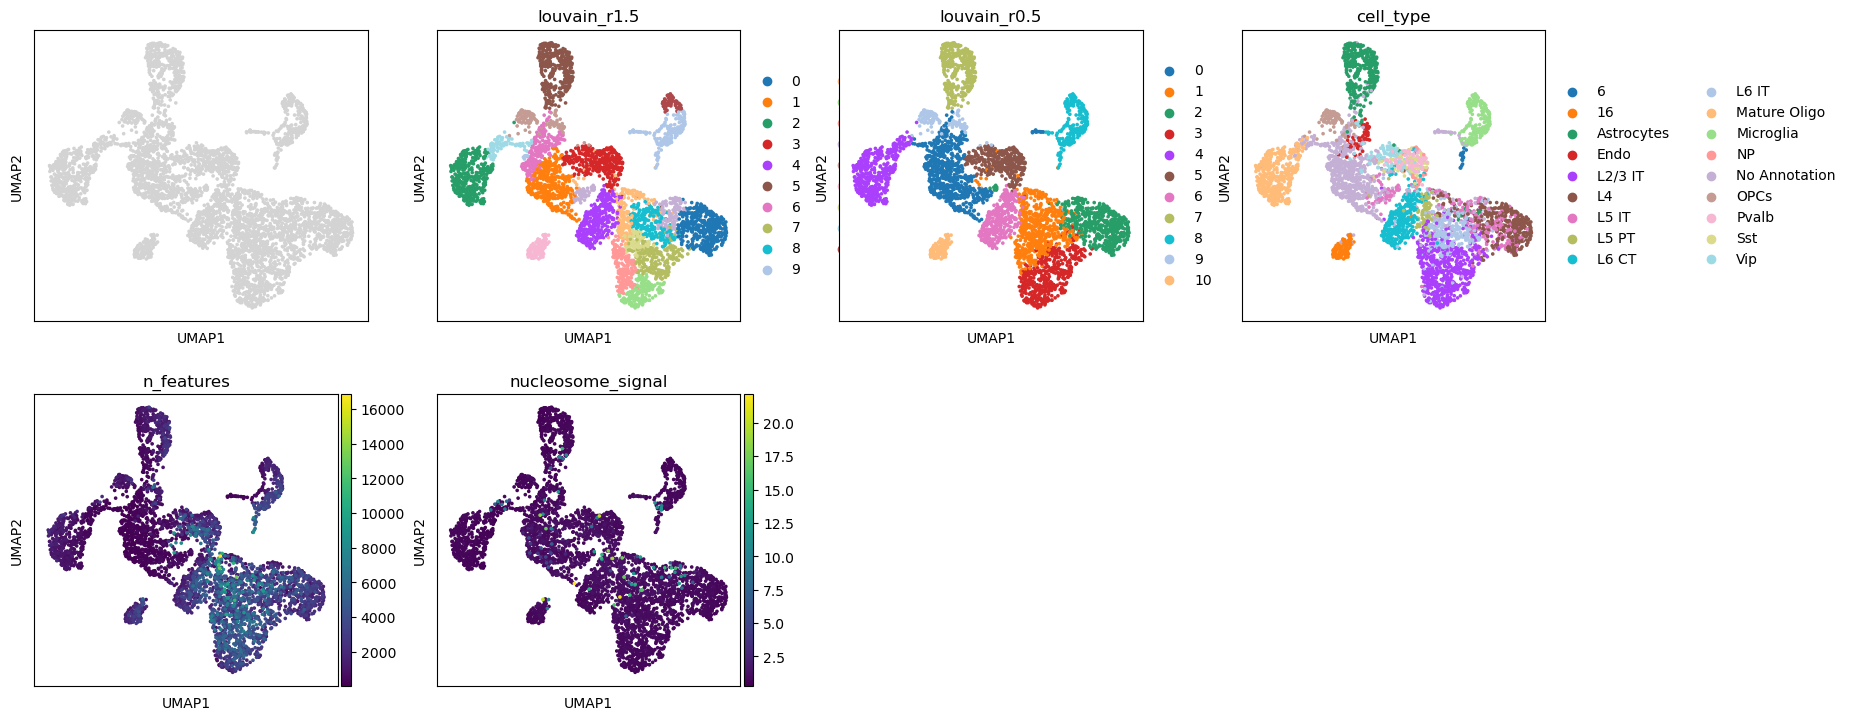 UMAP2
UMAP1
louvain_r1.5
UMAP2
UMAP1
0
1
2
3
4
5
6
7
8
9
louvain_r0.5
UMAP2
UMAP1
0
1
2
3
4
5
6
7
8
9
10
cell_type
UMAP2
UMAP1
6
16
Astrocytes
Endo
L2/3 IT
L4
L5 IT
L5 PT
L6 CT
L6 IT
Mature Oligo
Microglia
NP
No Annotation
OPCs
Pvalb
Sst
Vip
n_features
UMAP2
UMAP1
16000
14000
12000
10000
8000
6000
4000
2000
nucleosome_signal
UMAP2
UMAP1
20.0
17.5
15.0
12.5
10.0
7.5
5.0
2.5